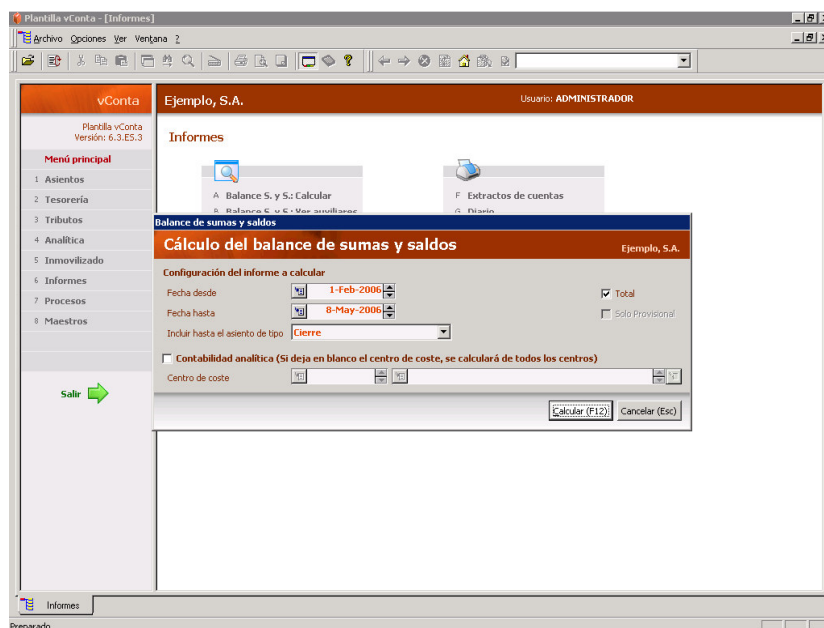 Plantilla vConta - [Informes]
Archivo Opciones Ver Ventana ?
vConta
Ejemplo, S.A.
Usuario: ADMINISTRADOR
Plantilla vConta
Versión: 6.3.E5.3
Informes
Menú principal
1 Asientos
2 Tesorería
3 Tributos
4 Analítica
5 Inmovilizado
6 Informes
7 Procesos
8 Maestros
Salir
A Balance S. y S.: Calcular
B Balance S. y S.: Ver auxiliares
F Extractos de cuentas
G Diario
Balance de sumas y saldos
Cálculo del balance de sumas y saldos
Ejemplo, S.A.
Configuración del informe a calcular
Fecha desde 1-Feb-2006
Total
Fecha hasta 8-May-2006
Solo Provisional
Incluir hasta el asiento de tipo Cierre
Contabilidad analítica (Si deja en blanco el centro de coste, se calculará de todos los centros)
Centro de coste
Calcular (F12) Cancelar (Esc)
Informes
Preparado